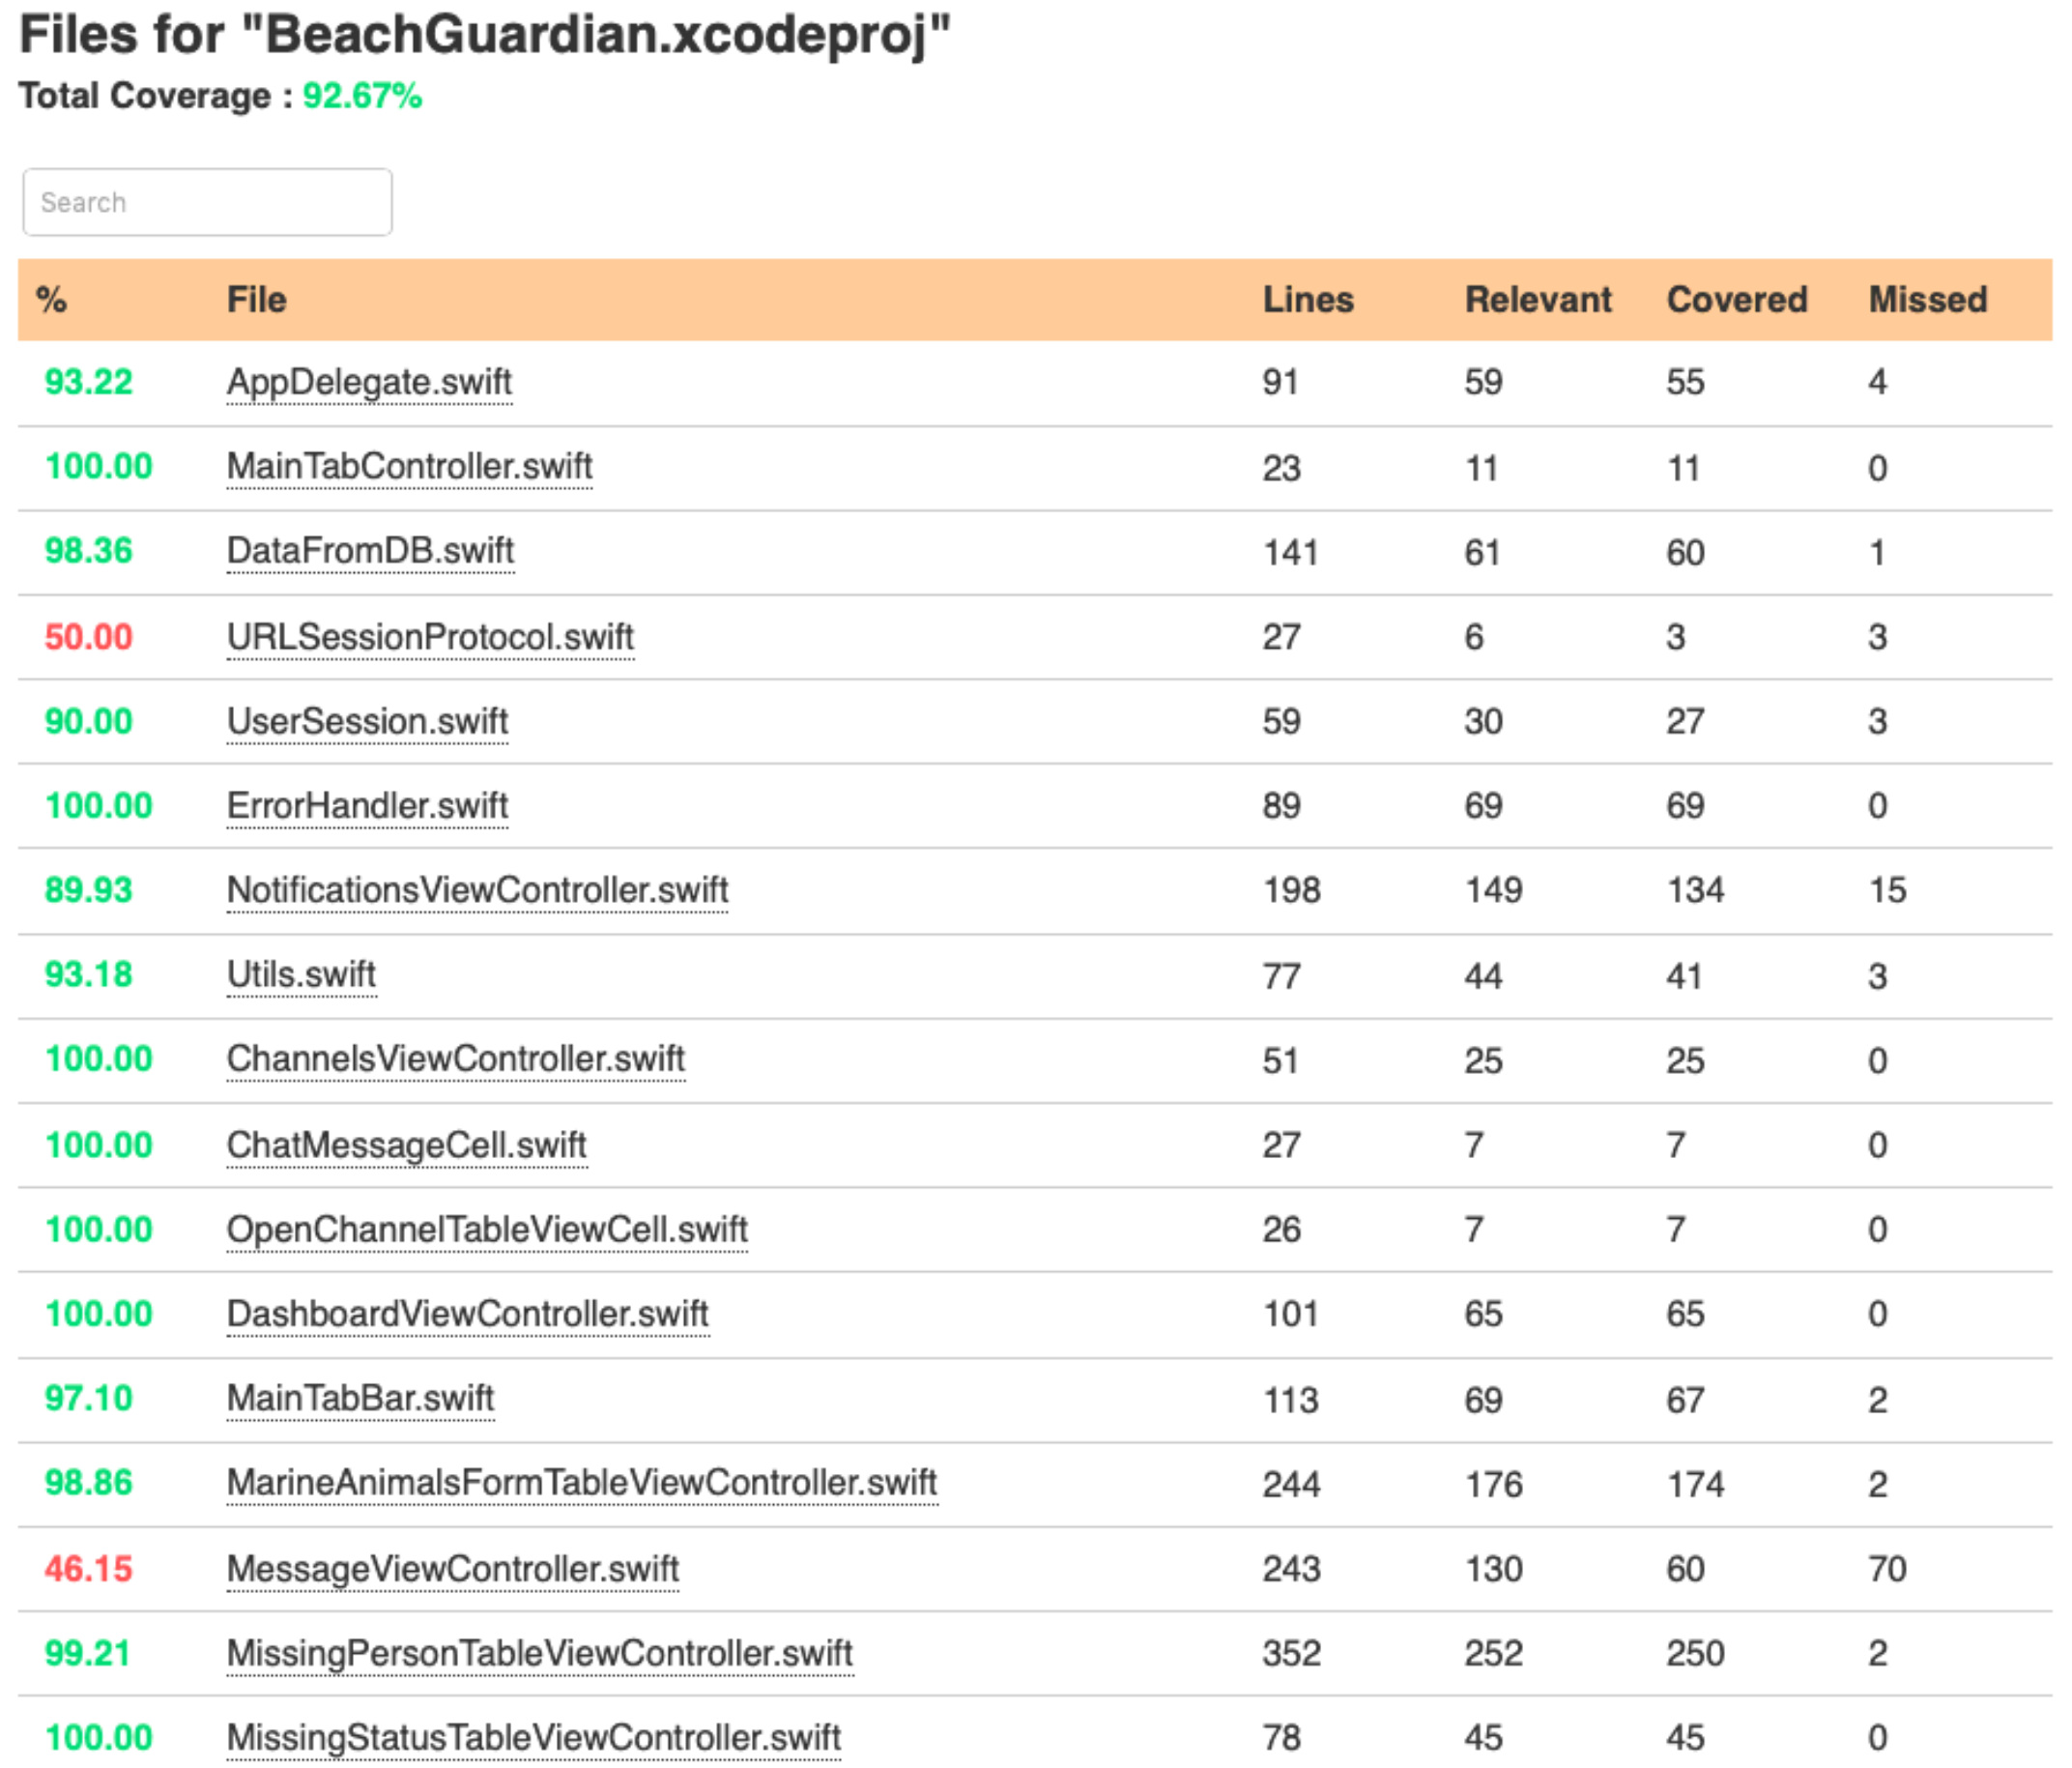 Files for "BeachGuardian.xcodeproj"
Total Coverage : 92.67%
Search
% File Lines Relevant Covered Missed
93.22 AppDelegate.swift 91 59 55 4
100.00 MainTabController.swift 23 11 11 0
98.36 DataFromDB.swift 141 61 60 1
50.00 URLSessionProtocol.swift 27 6 3 3
90.00 UserSession.swift 59 30 27 3
100.00 ErrorHandler.swift 89 69 69 0
89.93 NotificationsViewController.swift 198 149 134 15
93.18 Utils.swift 77 44 41 3
100.00 ChannelsViewController.swift 51 25 25 0
100.00 ChatMessageCell.swift 27 7 7 0
100.00 OpenChannelTableViewCell.swift 26 7 7 0
100.00 DashboardViewController.swift 101 65 65 0
97.10 MainTabBar.swift 113 69 67 2
98.86 MarineAnimalsFormTableViewController.swift 244 176 174 2
46.15 MessageViewController.swift 243 130 60 70
99.21 MissingPersonTableViewController.swift 352 252 250 2
100.00 MissingStatusTableViewController.swift 78 45 45 0